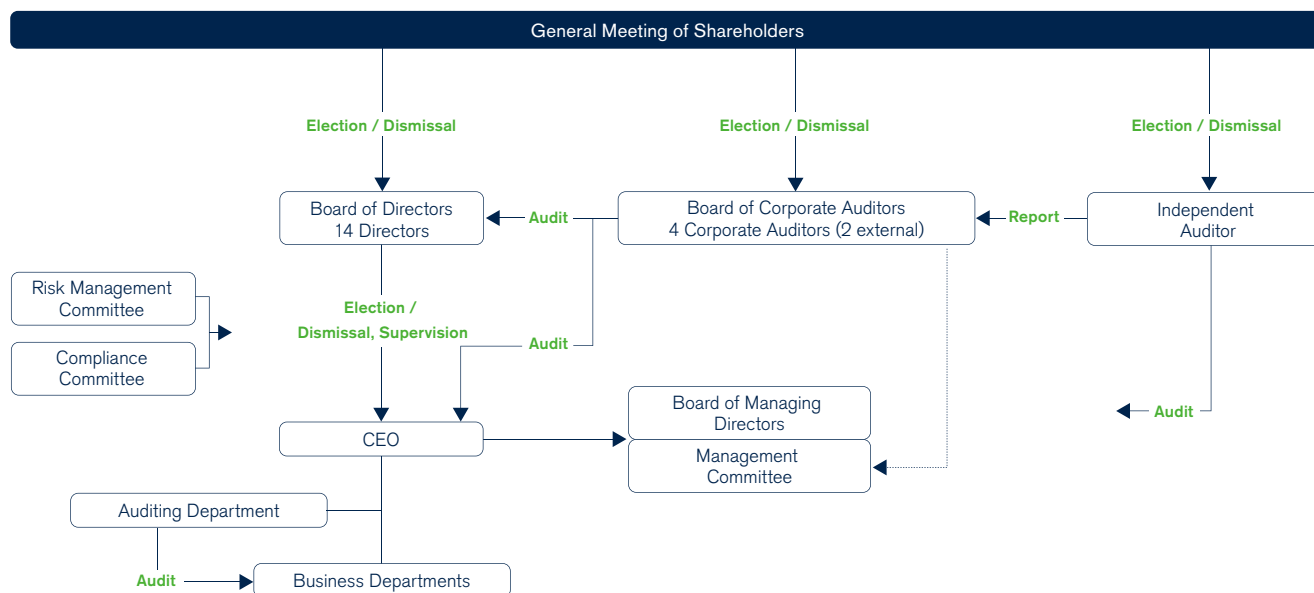 General Meeting of Shareholders
Election / Dismissal
Election / Dismissal
Election / Dismissal
Board of Directors
14 Directors
Audit
Board of Corporate Auditors
4 Corporate Auditors (2 external)
Report
Independent
Auditor
Risk Management
Committee
Election /
Dismissal, Supervision
Audit
Compliance
Committee
Board of Managing
Directors
Audit
CEO
Management
Committee
Auditing Department
Audit
Business Departments